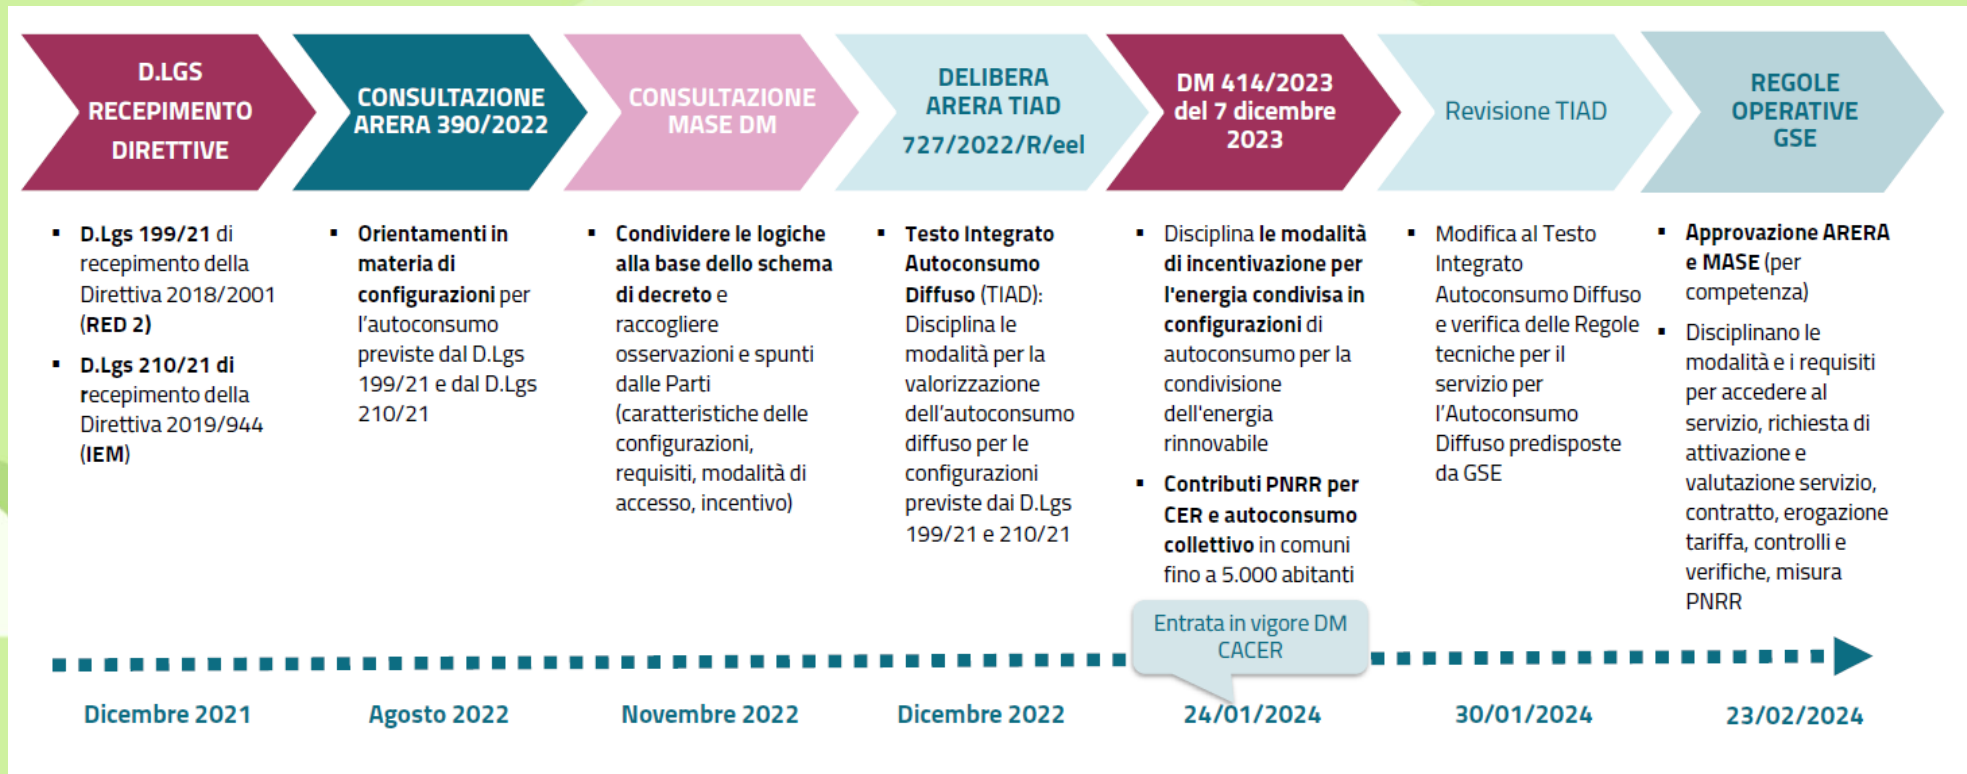 D.LGS
RECEPIMENTO
DIRETTIVE
CONSULTAZIONE
ARERA 390/2022
CONSULTAZIONE
MASE DM
DELIBERA
ARERA TIAD
727/2022/R/eel
DM 414/2023
del 7 dicembre
2023
Revisione TIAD
REGOLE
OPERATIVE
GSE
▪ D.Lgs 199/21 di
recepimento della
Direttiva 2018/2001
(RED 2)
▪ D.Lgs 210/21 di
recepimento della
Direttiva 2019/944
(IEM)
▪ Orientamenti in
materia di
configurazioni per
l’autoconsumo
previste dal D.Lgs
199/21 e dal D.Lgs
210/21
▪ Condividere le logiche
alla base dello schema
di decreto e
raccogliere
osservazioni e spunti
dalle Parti
(caratteristiche delle
configurazioni,
requisiti, modalità di
accesso, incentivo)
▪ Testo Integrato
Autoconsumo
Diffuso (TIAD):
Disciplina le
modalità per la
valorizzazione
dell’autoconsumo
diffuso per le
configurazioni
previste dai D.Lgs
199/21 e 210/21
▪ Disciplina le modalità
di incentivazione per
l'energia condivisa in
configurazioni di
autoconsumo per la
condivisione
dell'energia
rinnovabile
▪ Contributi PNRR per
CER e autoconsumo
collettivo in comuni
fino a 5.000 abitanti
▪ Modifica al Testo
Integrato
Autoconsumo Diffuso
e verifica delle Regole
tecniche per il
servizio per
l’Autoconsumo
Diffuso predisposte
da GSE
▪ Approvazione ARERA
e MASE (per
competenza)
▪ Disciplinano le
modalità e i requisiti
per accedere al
servizio, richiesta di
attivazione e
valutazione servizio,
contratto, erogazione
tariffa, controlli e
verifiche, misura
PNRR
Entrata in vigore DM
CACER
Dicembre 2021
Agosto 2022
Novembre 2022
Dicembre 2022
24/01/2024
30/01/2024
23/02/2024